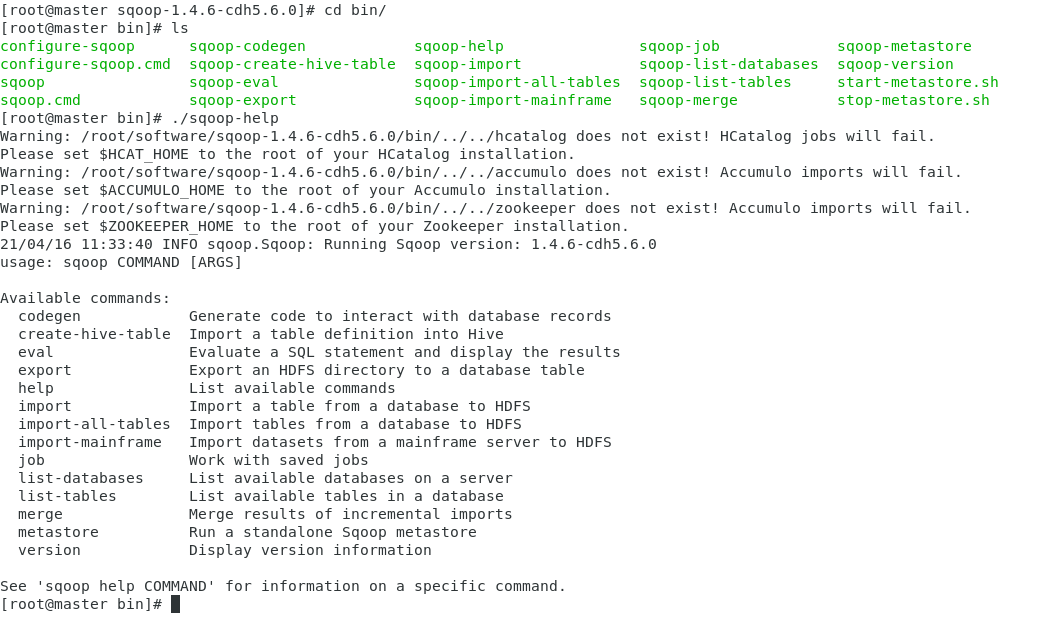 [root@master sqoop-1.4.6-cdh5.6.0]# cd bin/
[root@master bin]# ls
configure-sqoop      sqoop-codegen            sqoop-help               sqoop-job             sqoop-metastore
configure-sqoop.cmd  sqoop-create-hive-table  sqoop-import             sqoop-list-databases  sqoop-version
sqoop                sqoop-eval               sqoop-import-all-tables  sqoop-list-tables     start-metastore.sh
sqoop.cmd            sqoop-export             sqoop-import-mainframe   sqoop-merge           stop-metastore.sh
[root@master bin]# ./sqoop-help
Warning: /root/software/sqoop-1.4.6-cdh5.6.0/bin/../../hcatalog does not exist! HCatalog jobs will fail.
Please set $HCAT_HOME to the root of your HCatalog installation.
Warning: /root/software/sqoop-1.4.6-cdh5.6.0/bin/../../accumulo does not exist! Accumulo imports will fail.
Please set $ACCUMULO_HOME to the root of your Accumulo installation.
Warning: /root/software/sqoop-1.4.6-cdh5.6.0/bin/../../zookeeper does not exist! Accumulo imports will fail.
Please set $ZOOKEEPER_HOME to the root of your Zookeeper installation.
21/04/16 11:33:40 INFO sqoop.Sqoop: Running Sqoop version: 1.4.6-cdh5.6.0
usage: sqoop COMMAND [ARGS]

Available commands:
  codegen            Generate code to interact with database records
  create-hive-table  Import a table definition into Hive
  eval               Evaluate a SQL statement and display the results
  export             Export an HDFS directory to a database table
  help               List available commands
  import             Import a table from a database to HDFS
  import-all-tables  Import tables from a database to HDFS
  import-mainframe   Import datasets from a mainframe server to HDFS
  job                Work with saved jobs
  list-databases     List available databases on a server
  list-tables        List available tables in a database
  merge              Merge results of incremental imports
  metastore          Run a standalone Sqoop metastore
  version            Display version information

See 'sqoop help COMMAND' for information on a specific command.
[root@master bin]#